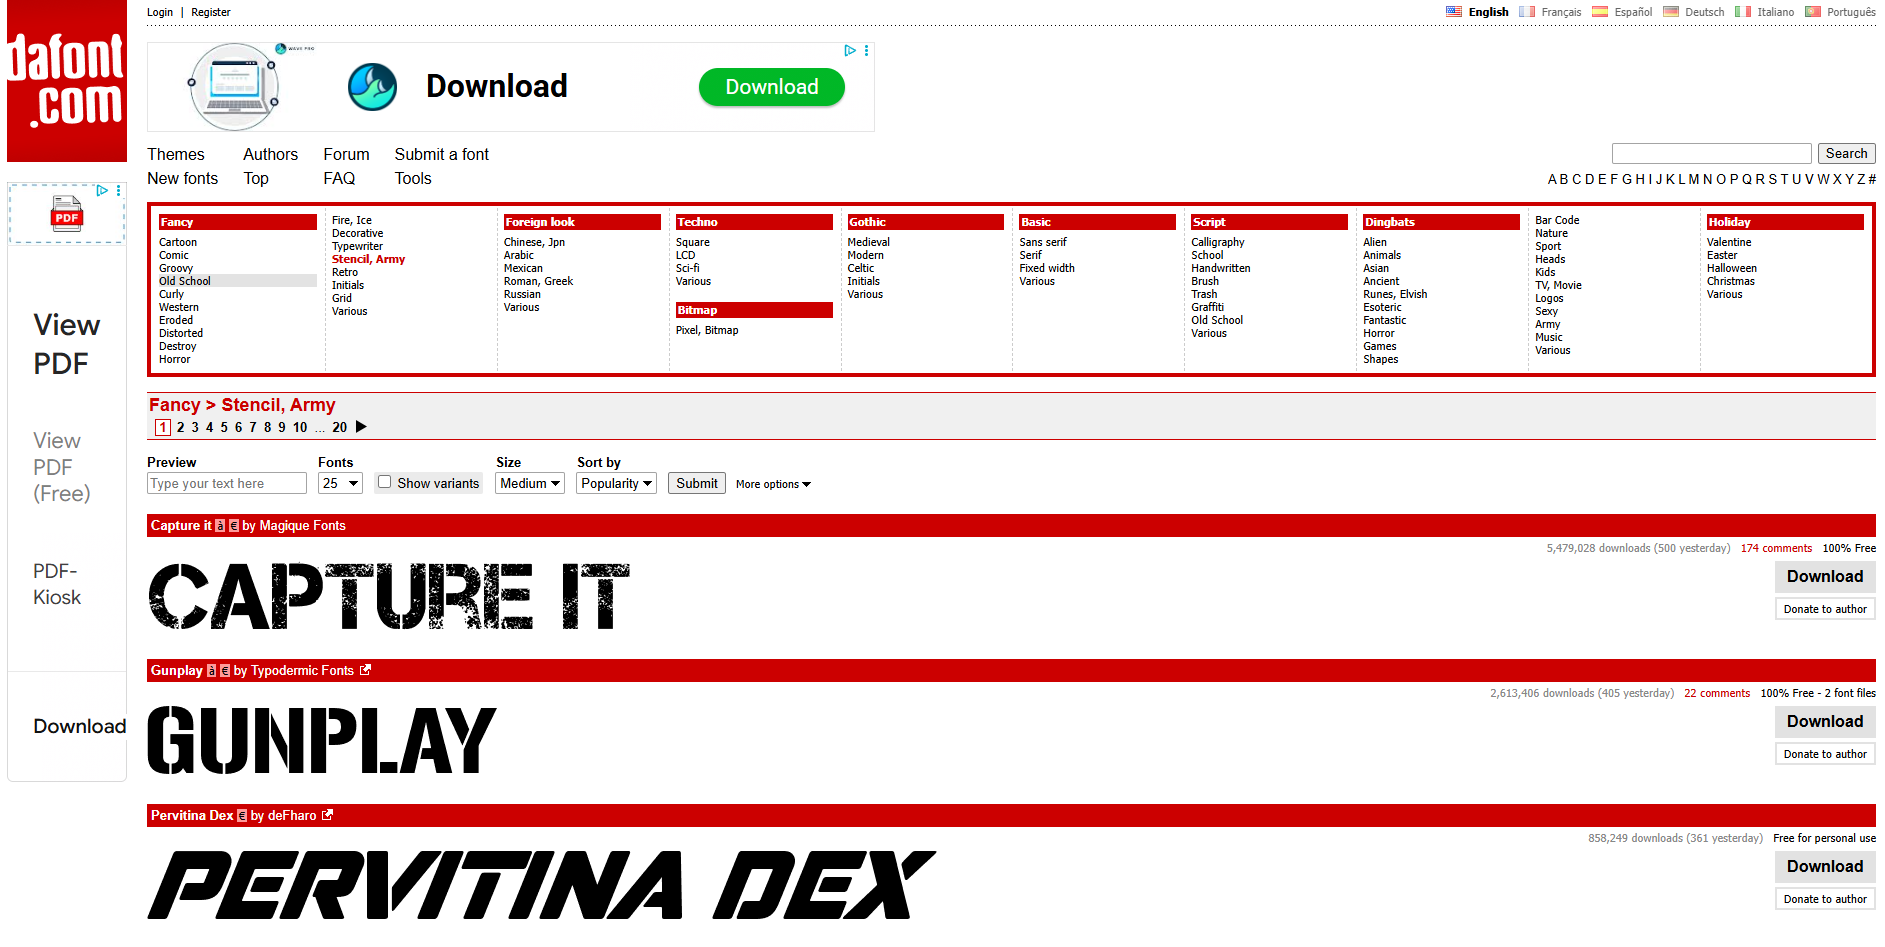 dafont
.com
Login | Register
English Français Español Deutsch Italiano Português
WAVE PRO
Download
Download
Themes Authors Forum Submit a font
New fonts Top FAQ Tools
Search
A B C D E F G H I J K L M N O P Q R S T U V W X Y Z #
PDF
View
PDF
View
PDF
(Free)
PDF-
Kiosk
Download
Fancy
Cartoon
Comic
Groovy
Old School
Curly
Western
Eroded
Distorted
Destroy
Horror
Fire, Ice
Decorative
Typewriter
Stencil, Army
Retro
Initials
Grid
Various
Foreign look
Chinese, Jpn
Arabic
Mexican
Roman, Greek
Russian
Various
Techno
Square
LCD
Sci-fi
Various
Bitmap
Pixel, Bitmap
Gothic
Medieval
Modern
Celtic
Initials
Various
Basic
Sans serif
Serif
Fixed width
Various
Script
Calligraphy
School
Handwritten
Brush
Trash
Graffiti
Old School
Various
Dingbats
Alien
Animals
Asian
Ancient
Runes, Elvish
Esoteric
Fantastic
Horror
Games
Shapes
Bar Code
Nature
Sport
Heads
Kids
TV, Movie
Logos
Sexy
Army
Music
Various
Holiday
Valentine
Easter
Halloween
Christmas
Various
Fancy > Stencil, Army
1 2 3 4 5 6 7 8 9 10 ... 20
Preview Fonts Size Sort by
Type your text here 25 Show variants Medium Popularity Submit More options
Capture it à € by Magique Fonts
5,479,028 downloads (500 yesterday) 174 comments 100% Free
CAPTURE IT
Download
Donate to author
Gunplay à € by Typodermic Fonts
2,613,406 downloads (405 yesterday) 22 comments 100% Free - 2 font files
GUNPLAY
Download
Donate to author
Pervitina Dex € by deFharo
858,249 downloads (361 yesterday) Free for personal use
PERVITINA DEX
Download
Donate to author